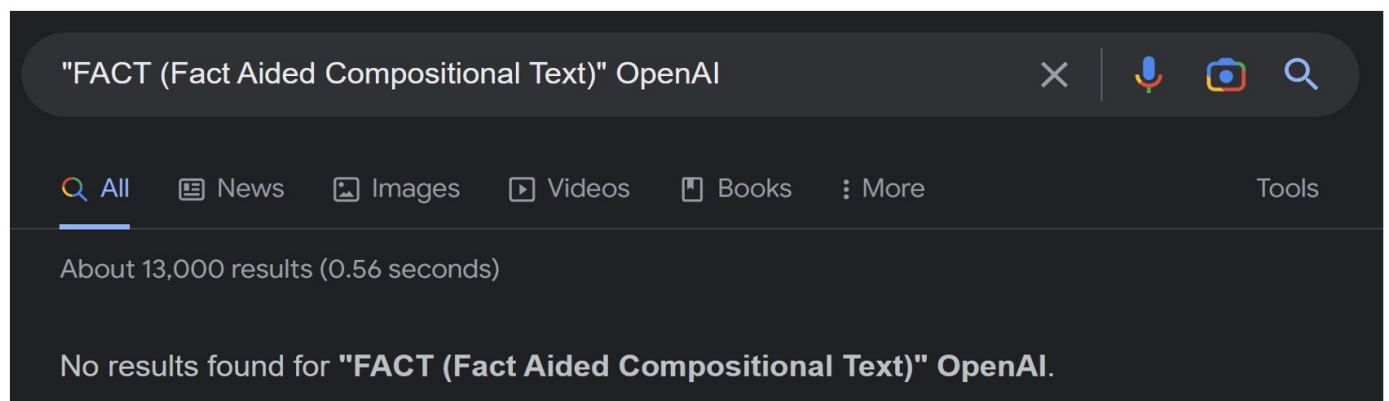 "FACT (Fact Aided Compositional Text)" OpenAI
All News Images Videos Books More Tools
About 13,000 results (0.56 seconds)
No results found for "FACT (Fact Aided Compositional Text)" OpenAI.